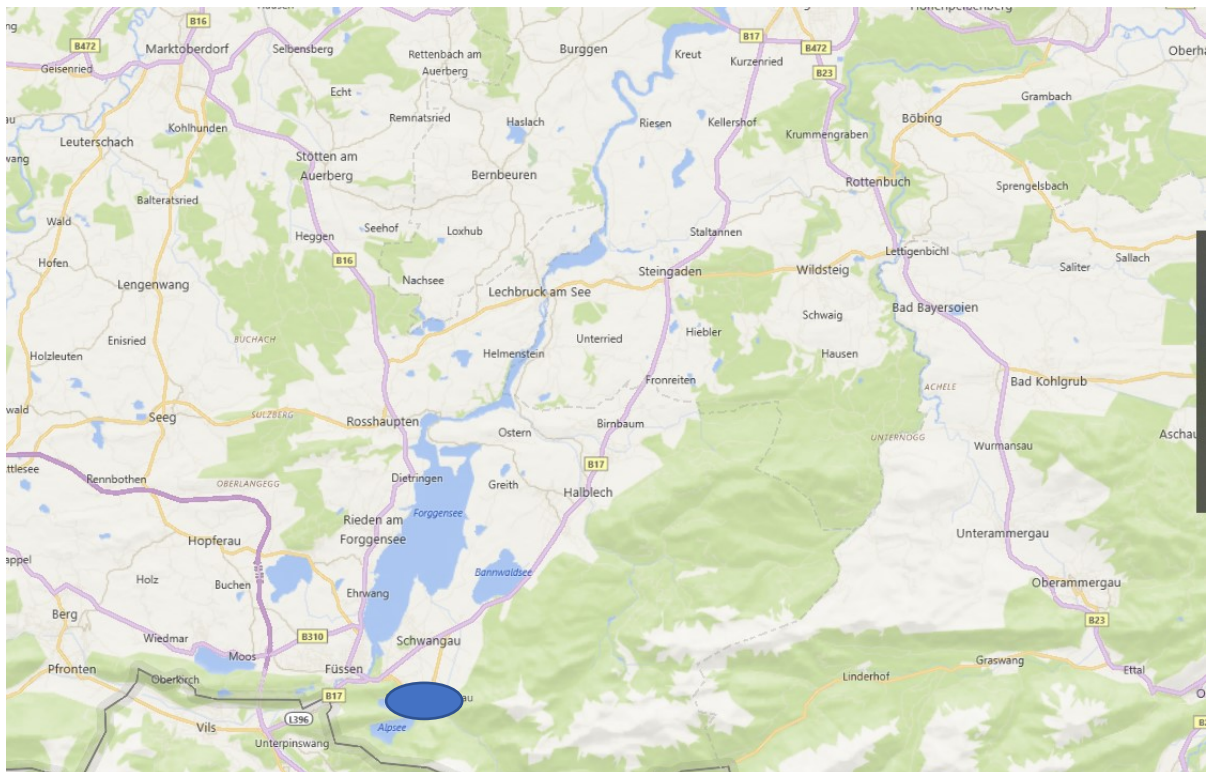 B16
B472
Marktoberdorf
Selbensberg
Rettenbach am
Auerberg
Burggen
Kreut
B17
Kurzenried
B472
B23
Geisenried
Echt
Grambach
Remnatsried
Haslach
Riesen
Kellershof
Böbing
Kohlhunden
Krummengraben
Leuterschach
Stötten am
Auerberg
Bernbeuren
Rottenbuch
Sprengelsbach
Balteratsried
Wald
Heggen
Seehof
Loxhub
Staltannen
Lettigenbichl
Hofen
B16
Nachsee
Steingaden
Wildsteig
Saliter
Sallach
Lengenwang
Lechbruck am See
Bad Bayersoien
Schwaig
Enisried
BUCHACH
Unterried
Hiebler
Holzleuten
Helmenstein
Hausen
Fronreiten
ACHELE
Bad Kohlgrub
Seeg
SULZBERG
Rosshaupten
Ostern
Birnbaum
UNTERNOGG
Wurmansau
B17
Rennbothen
OBERLANGEGG
Dietringen
Greith
Halblech
Rieden am
Forggensee
Forggensee
Unterammergau
Hopferau
Holz
Buchen
Bannwaldsee
Ehrwang
Oberammergau
Berg
Wiedmar
B310
Schwangau
B23
Moos
Füssen
Graswang
Pfronten
Oberkirch
Linderhof
Ettal
B17
L396
Vils
Alpsee
Unterpinswang